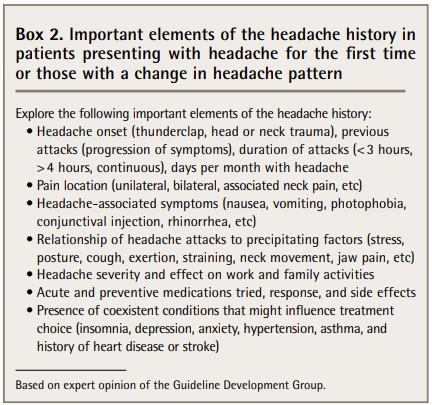 Box 2. Important elements of the headache history in
patients presenting with headache for the first time
or those with a change in headache pattern
Explore the following important elements of the headache history:
• Headache onset (thunderclap, head or neck trauma), previous
attacks (progression of symptoms), duration of attacks (<3 hours,
>4 hours, continuous), days per month with headache
• Pain location (unilateral, bilateral, associated neck pain, etc)
• Headache-associated symptoms (nausea, vomiting, photophobia,
conjunctival injection, rhinorrhea, etc)
• Relationship of headache attacks to precipitating factors (stress,
posture, cough, exertion, straining, neck movement, jaw pain, etc)
• Headache severity and effect on work and family activities
• Acute and preventive medications tried, response, and side effects
• Presence of coexistent conditions that might influence treatment
choice (insomnia, depression, anxiety, hypertension, asthma, and
history of heart disease or stroke)
Based on expert opinion of the Guideline Development Group.